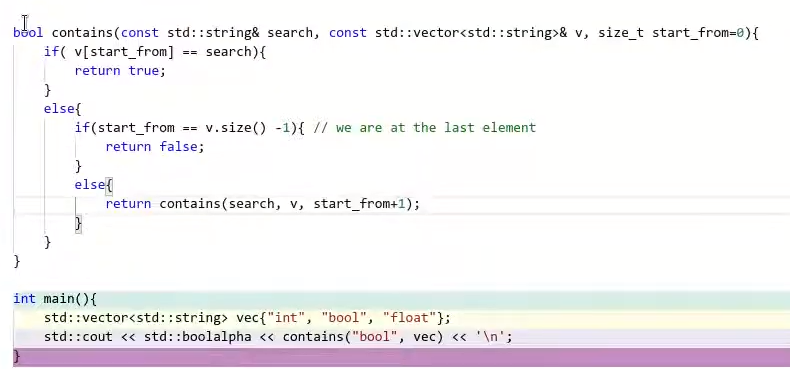 bool contains(const std::string& search, const std::vector<std::string>& v, size_t start_from=0){
    if( v[start_from] == search){
        return true;
    }
    else{
        if(start_from == v.size() -1){ // we are at the last element
            return false;
        }
        else{
            return contains(search, v, start_from+1);
        }
    }
}

int main(){
    std::vector<std::string> vec{"int", "bool", "float"};
    std::cout << std::boolalpha << contains("bool", vec) << '\n';
}